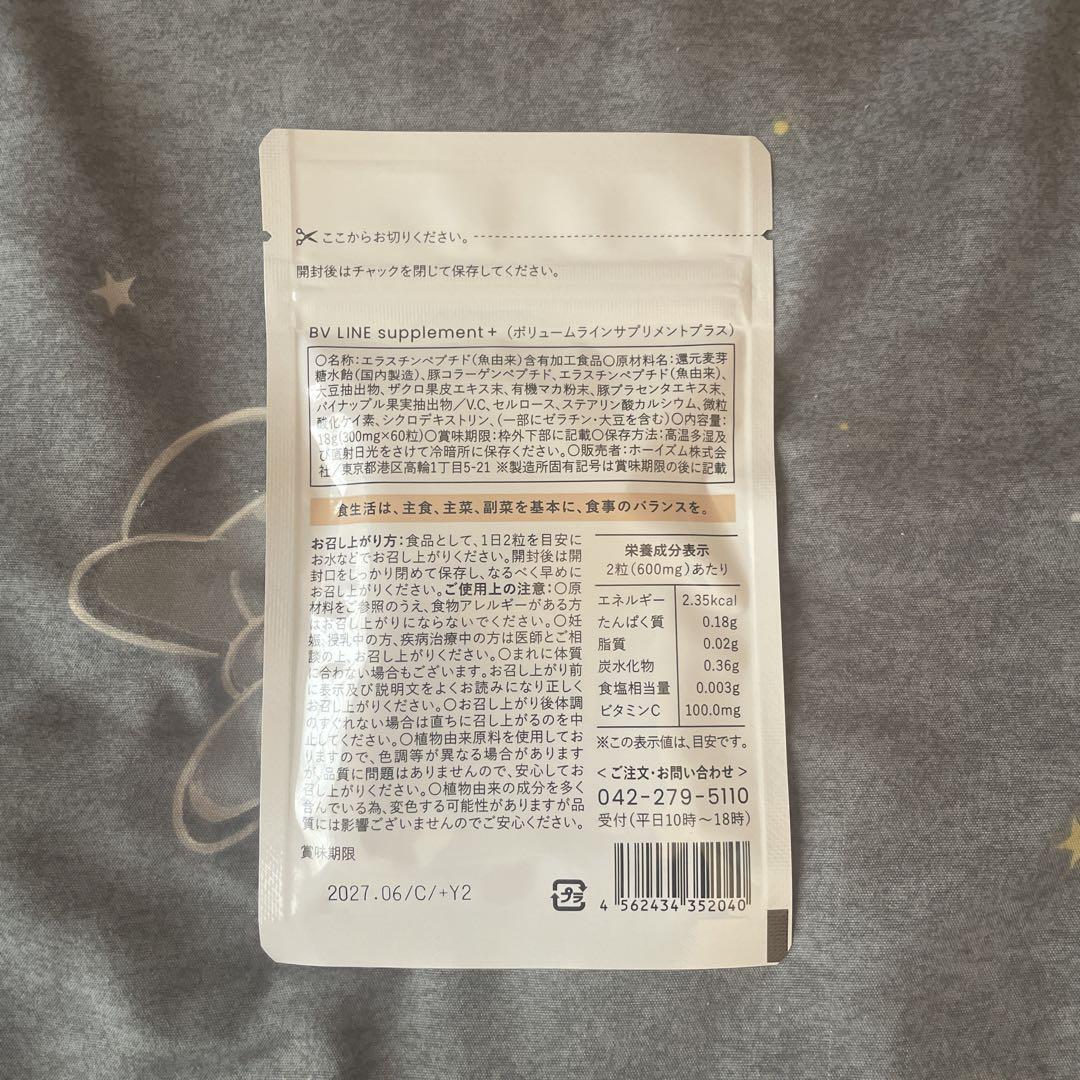 ここからお切りください。
開封後はチャックを閉じて保存してください。
BV LINE supplement+（ボリュームラインサプリメントプラス）
〇名称：エラスチンペプチド（魚由来）含有加工食品〇原材料名：還元麦芽
糖水飴（国内製造）、豚コラーゲンペプチド、エラスチンペプチド（魚由来）、
大豆抽出物、ザクロ果皮エキス末、有機マカ粉末、豚プラセンタエキス末、
パイナップル果実抽出物／V.C、セルロース、ステアリン酸カルシウム、微粒
酸化ケイ素、シクロデキストリン、（一部にゼラチン・大豆を含む）〇内容量：
18g（300mg×60粒）〇賞味期限：枠外下部に記載〇保存方法：高温多湿及
び直射日光をさけて冷暗所に保存ください。〇販売者：ホーイズム株式会
社／東京都港区高輪1丁目5-21 ※製造所固有記号は賞味期限の後に記載
食生活は、主食、主菜、副菜を基本に、食事のバランスを。
お召し上がり方：食品として、1日2粒を目安に
お水などでお召し上がりください。開封後は開
封口をしっかり閉めて保存し、なるべく早めに
お召し上がりください。ご使用上の注意：〇原
材料をご参照のうえ、食物アレルギーがある方
はお召し上がりにならないでください。〇妊
娠、授乳中の方、疾病治療中の方は医師とご相
談の上、お召し上がりください。〇まれに体質
に合わない場合もございます。お召し上がり前
に表示及び説明文をよくお読みになり正しく
お召し上がりください。〇お召上がり後体調
のすぐれない場合は直ちに召し上がるのを中
止してください。〇植物由来原料を使用してお
りますので、色調等が異なる場合があります
が、品質に問題はありませんので、安心してお
召し上がりください。〇植物由来の成分を多く
含んでいる為、変色する可能性がありますが品
質には影響ございませんのでご安心ください。
栄養成分表示
2粒（600mg）あたり
エネルギー 2.35kcal
たんぱく質 0.18g
脂質 0.02g
炭水化物 0.36g
食塩相当量 0.003g
ビタミンC 100.0mg
※この表示値は、目安です。
＜ご注文・お問い合わせ＞
042-279-5110
受付（平日10時～18時）
賞味期限
2027.06/C/+Y2
プラ
4 562434 352040